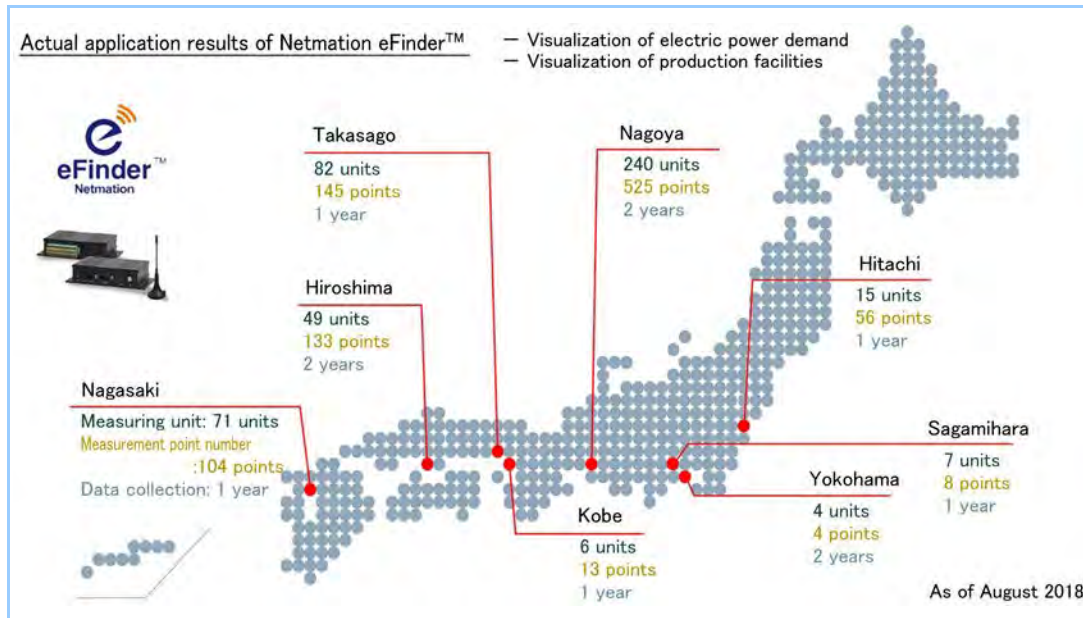 Actual application results of Netmation eFinder™
— Visualization of electric power demand
— Visualization of production facilities
eFinder™
Netmation
Takasago
82 units
145 points
1 year
Nagoya
240 units
525 points
2 years
Hitachi
15 units
56 points
1 year
Hiroshima
49 units
133 points
2 years
Nagasaki
Measuring unit: 71 units
Measurement point number
:104 points
Data collection: 1 year
Sagamihara
7 units
8 points
1 year
Yokohama
4 units
4 points
2 years
Kobe
6 units
13 points
1 year
As of August 2018